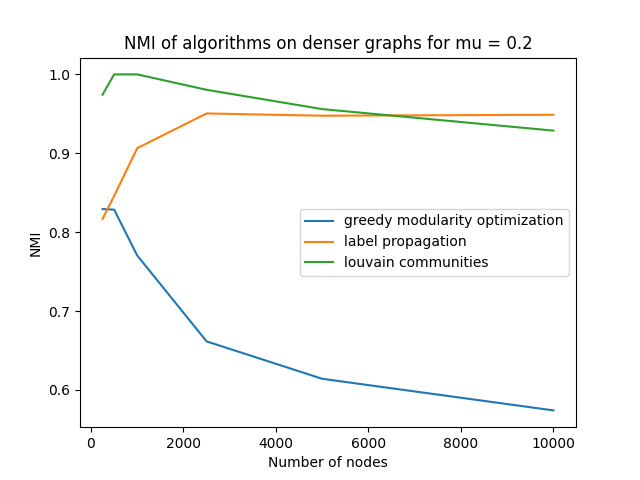 NMI of algorithms on denser graphs for mu = 0.2
1.0
0.9
0.8
0.7
0.6
NMI
greedy modularity optimization
label propagation
louvain communities
0
2000
4000
6000
8000
10000
Number of nodes